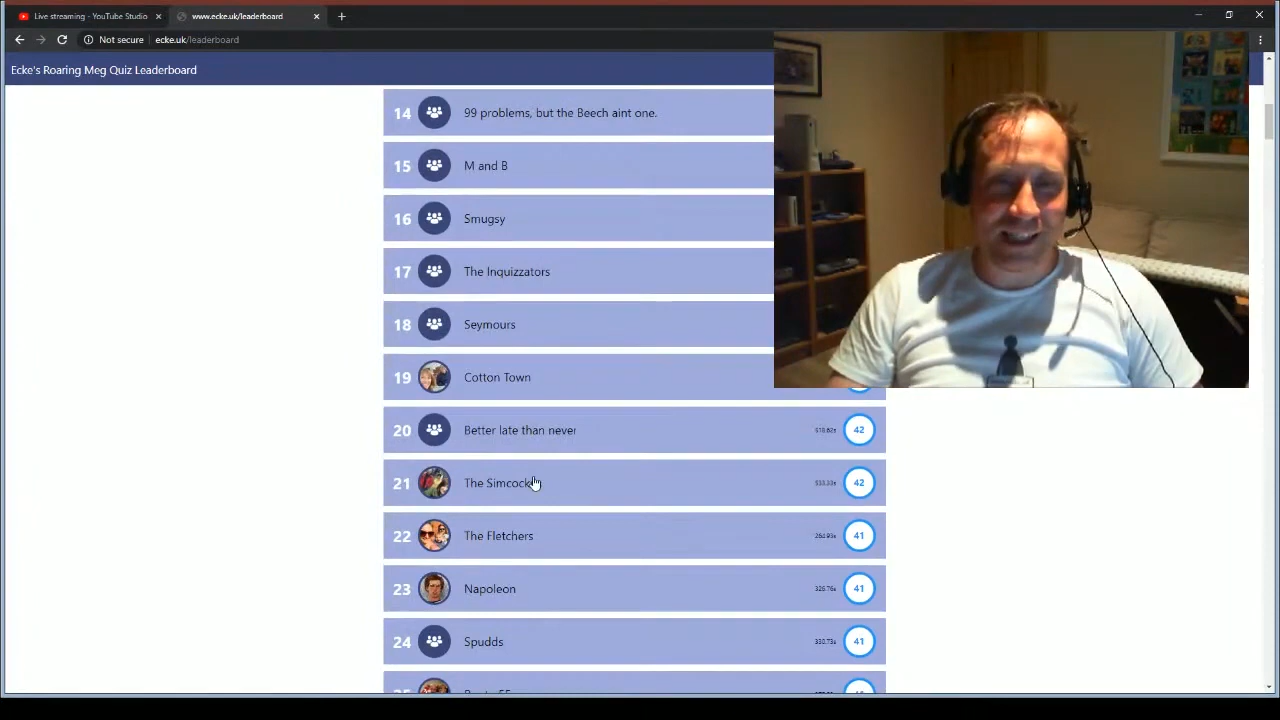 Live streaming - YouTube Studio
www.ecke.uk/leaderboard
Not secure
ecke.uk/leaderboard
Ecke's Roaring Meg Quiz Leaderboard
14 99 problems, but the Beech aint one.
15 M and B
16 Smugsy
17 The Inquizzators
18 Seymours
19 Cotton Town
20 Better late than never 42
21 The Simcock 42
22 The Fletchers 41
23 Napoleon 41
24 Spudds 41